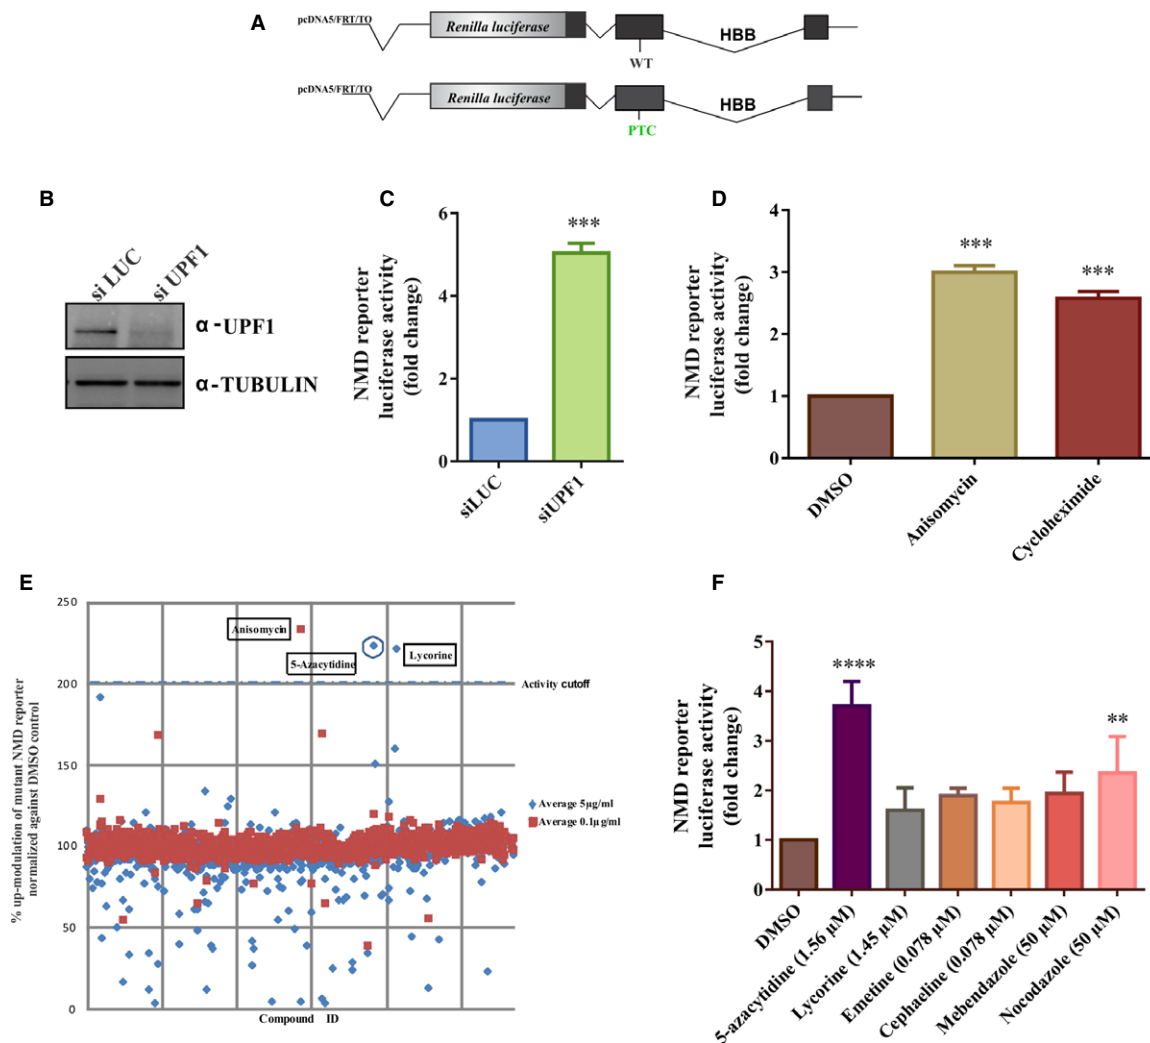 A
pcDNA5/FRT/TO
Renilla luciferase
HBB
WT
pcDNA5/FRT/TO
Renilla luciferase
HBB
PTC
B
si LUC
si UPF1
α-UPF1
α-TUBULIN
C
NMD reporter
luciferase activity
(fold change)
6
4
2
0
***
siLUC
siUPF1
D
NMD reporter
luciferase activity
(fold change)
4
3
2
1
0
***
***
DMSO
Anisomycin
Cycloheximide
E
% up-modulation of mutant NMD reporter
normalized against DMSO control
250
200
150
100
50
0
Anisomycin
5-Azacytidine
Lycorine
Activity cutoff
Average 5µg/ml
Average 0.1µg/ml
Compound ID
F
NMD reporter
luciferase activity
(fold change)
5
4
3
2
1
0
****
**
DMSO
5-azacytidine (1.56 µM)
Lycorine (1.45 µM)
Emetine (0.078 µM)
Cephaeline (0.078 µM)
Mebendazole (50 µM)
Nocodazole (50 µM)